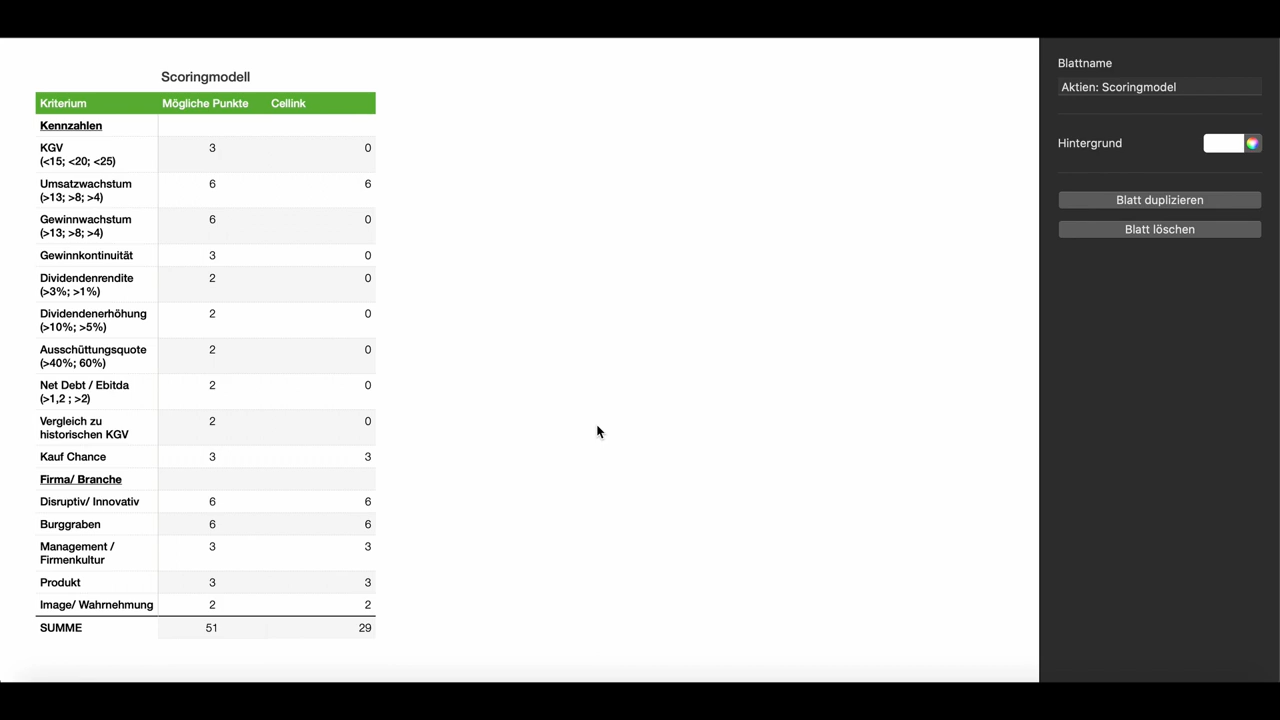 Scoringmodell
Kriterium Mögliche Punkte Cellink
Kennzahlen
KGV 3 0
(<15; <20; <25)
Umsatzwachstum 6 6
(>13; >8; >4)
Gewinnwachstum 6 0
(>13; >8; >4)
Gewinnkontinuität 3 0
Dividendenrendite 2 0
(>3%; >1%)
Dividendenerhöhung 2 0
(>10%; >5%)
Ausschüttungsquote 2 0
(>40%; 60%)
Net Debt / Ebitda 2 0
(>1,2 ; >2)
Vergleich zu 2 0
historischen KGV
Kauf Chance 3 3
Firma/ Branche
Disruptiv/ Innovativ 6 6
Burggraben 6 6
Management / 3 3
Firmenkultur
Produkt 3 3
Image/ Wahrnehmung 2 2
SUMME 51 29
Blattname
Aktien: Scoringmodel
Hintergrund
Blatt duplizieren
Blatt löschen